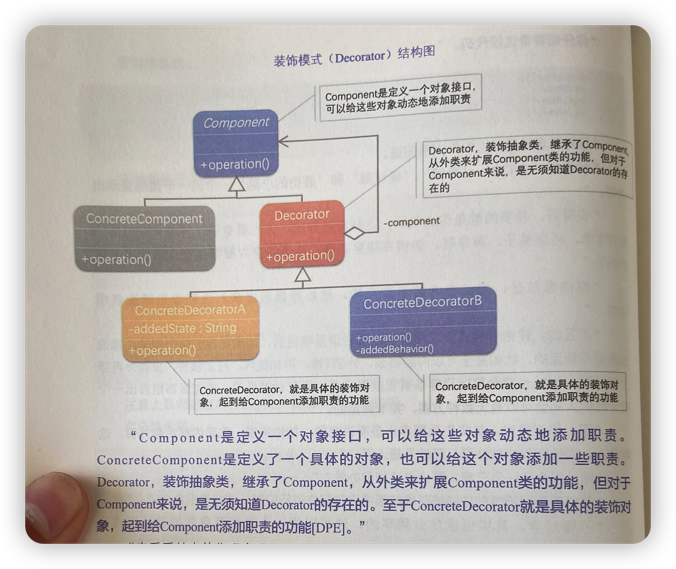 装饰模式（Decorator）结构图
Component是定义一个对象接口，
可以给这些对象动态地添加职责
Component
+operation()
Decorator，装饰抽象类，继承了Component，
从外类来扩展Component类的功能，但对于
Component来说，是无须知道Decorator的存
在的
ConcreteComponent
+operation()
Decorator
+operation()
-component
ConcreteDecoratorA
-addedState : String
+operation()
ConcreteDecoratorB
+operation()
-addedBehavior()
ConcreteDecorator，就是具体的装饰对
象，起到给Component添加职责的功能
ConcreteDecorator，就是具体的装饰对
象，起到给Component添加职责的功能
“Component是定义一个对象接口，可以给这些对象动态地添加职责。
ConcreteComponent是定义了一个具体的对象，也可以给这个对象添加一些职责。
Decorator，装饰抽象类，继承了Component，从外类来扩展Component类的功能，但对于
Component来说，是无须知道Decorator的存在的。至于ConcreteDecorator就是具体的装饰对
象，起到给Component添加职责的功能[DPE]。”